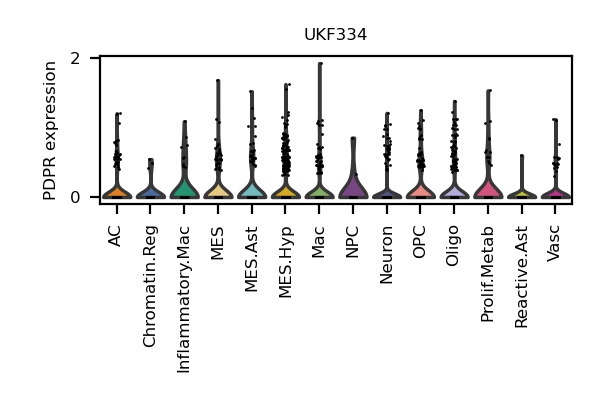 UKF334
PDPR expression
2
0
AC
Chromatin.Reg
Inflammatory.Mac
MES
MES.Ast
MES.Hyp
Mac
NPC
Neuron
OPC
Oligo
Prolif.Metab
Reactive.Ast
Vasc